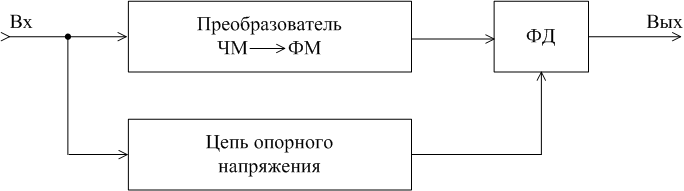 Вх
Преобразователь
ЧМ → ФМ
ФД
Вых
Цепь опорного
напряжения